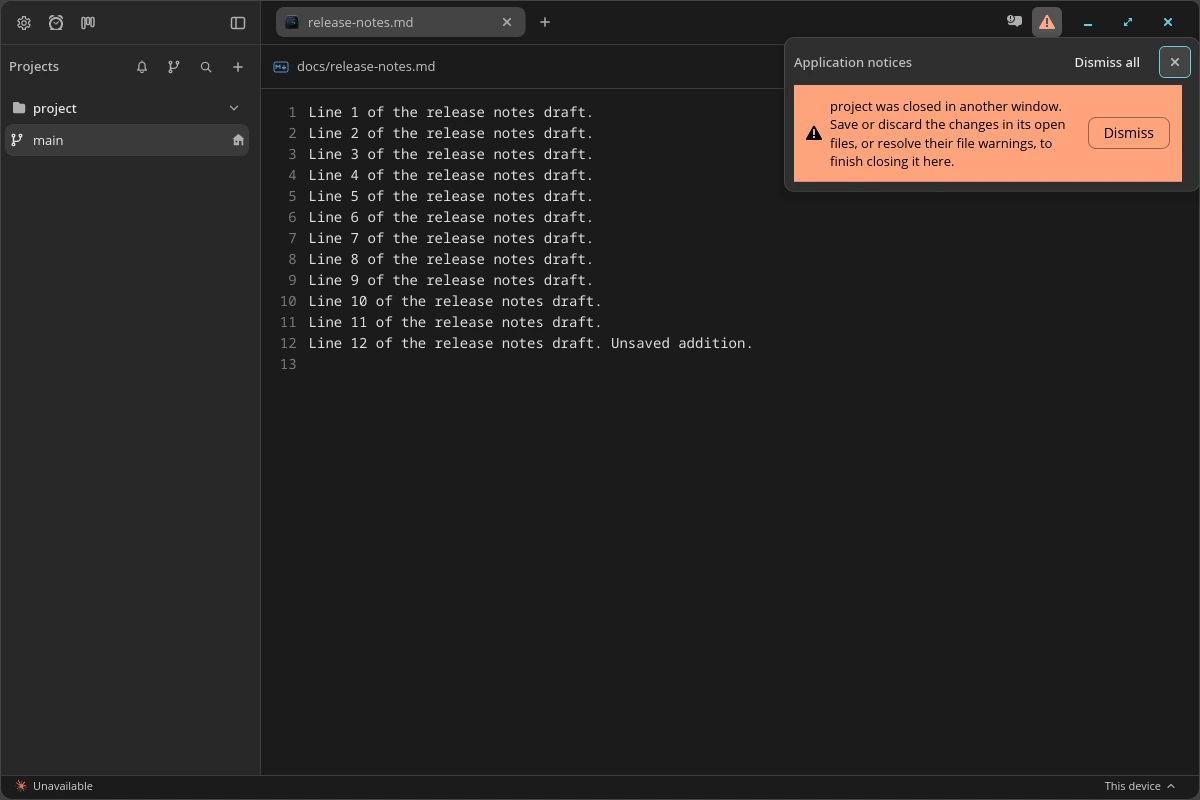 release-notes.md
Projects
docs/release-notes.md
Application notices
Dismiss all
project was closed in another window.
Save or discard the changes in its open
files, or resolve their file warnings, to
finish closing it here.
Dismiss
project
main
1 Line 1 of the release notes draft.
2 Line 2 of the release notes draft.
3 Line 3 of the release notes draft.
4 Line 4 of the release notes draft.
5 Line 5 of the release notes draft.
6 Line 6 of the release notes draft.
7 Line 7 of the release notes draft.
8 Line 8 of the release notes draft.
9 Line 9 of the release notes draft.
10 Line 10 of the release notes draft.
11 Line 11 of the release notes draft.
12 Line 12 of the release notes draft. Unsaved addition.
13
Unavailable
This device